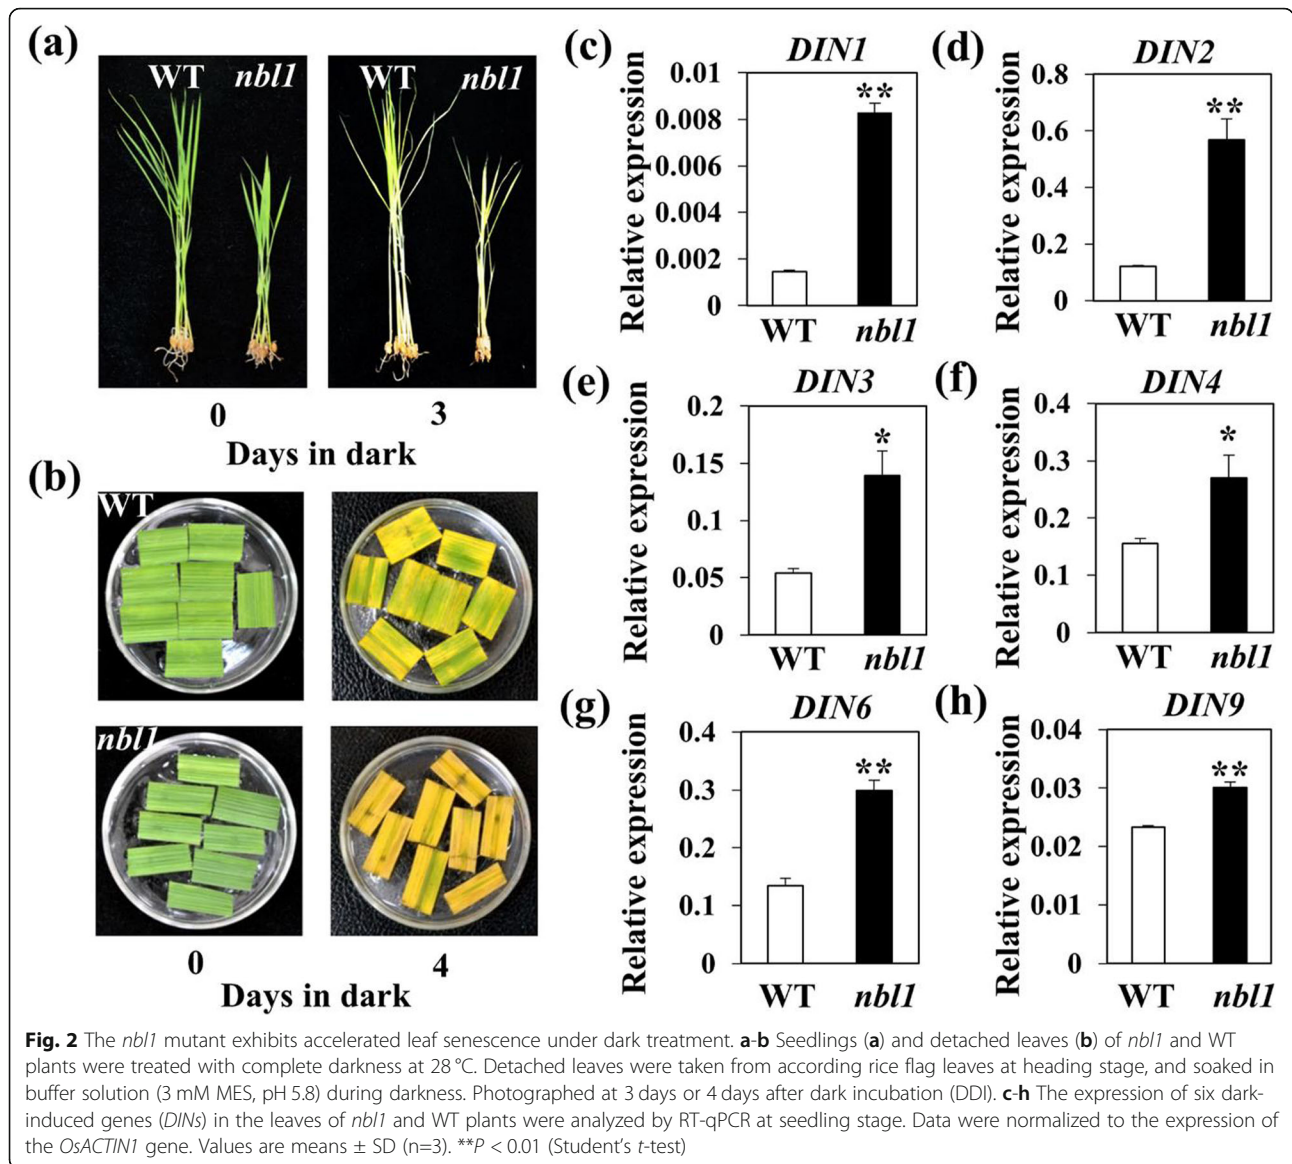 (a)
WT nbl1
WT nbl1
0
3
Days in dark
(b)
WT
nbl1
0
4
Days in dark
(c)
DIN1
Relative expression
0.01
0.008
0.006
0.004
0.002
0
**
WT nbl1
(d)
DIN2
Relative expression
0.8
0.6
0.4
0.2
0
**
WT nbl1
(e)
DIN3
Relative expression
0.2
0.15
0.1
0.05
0
*
WT nbl1
(f)
DIN4
Relative expression
0.4
0.3
0.2
0.1
0
*
WT nbl1
(g)
DIN6
Relative expression
0.4
0.3
0.2
0.1
0
**
WT nbl1
(h)
DIN9
Relative expression
0.04
0.03
0.02
0.01
0
**
WT nbl1
Fig. 2 The nbl1 mutant exhibits accelerated leaf senescence under dark treatment. a-b Seedlings (a) and detached leaves (b) of nbl1 and WT
plants were treated with complete darkness at 28 °C. Detached leaves were taken from according rice flag leaves at heading stage, and soaked in
buffer solution (3 mM MES, pH 5.8) during darkness. Photographed at 3 days or 4 days after dark incubation (DDI). c-h The expression of six dark-
induced genes (DINs) in the leaves of nbl1 and WT plants were analyzed by RT-qPCR at seedling stage. Data were normalized to the expression of
the OsACTIN1 gene. Values are means ± SD (n=3). **P < 0.01 (Student's t-test)